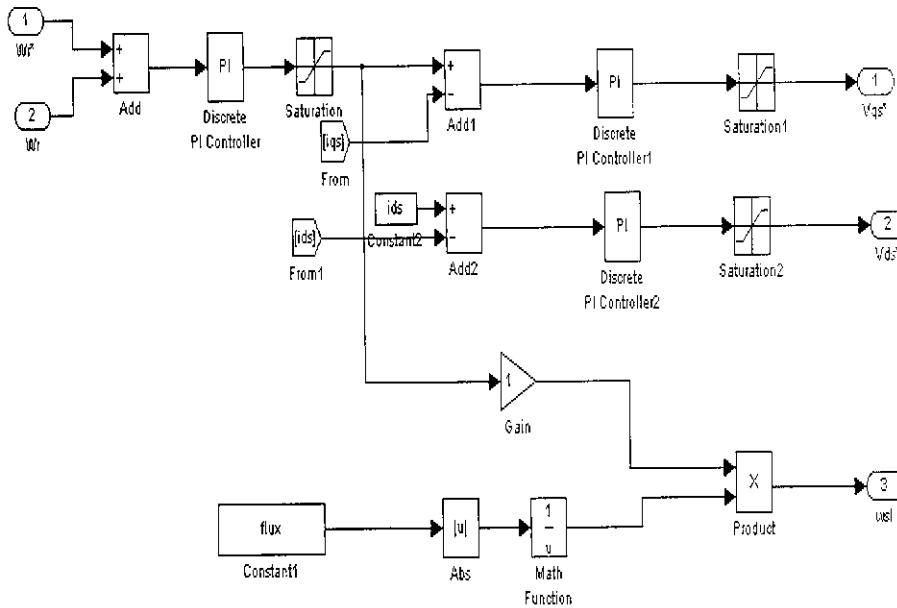 1
Wr*
2
Wr
+
+
Add
PI
Discrete
PI Controller
Saturation
[iqs]
From
+
−
Add1
PI
Discrete
PI Controller1
Saturation1
1
Vqs*
ids
Constant2
[ids]
From1
+
−
Add2
PI
Discrete
PI Controller2
Saturation2
2
Vds*
1
Gain
flux
Constant1
|u|
Abs
1
u
Math
Function
X
Product
3
wsl